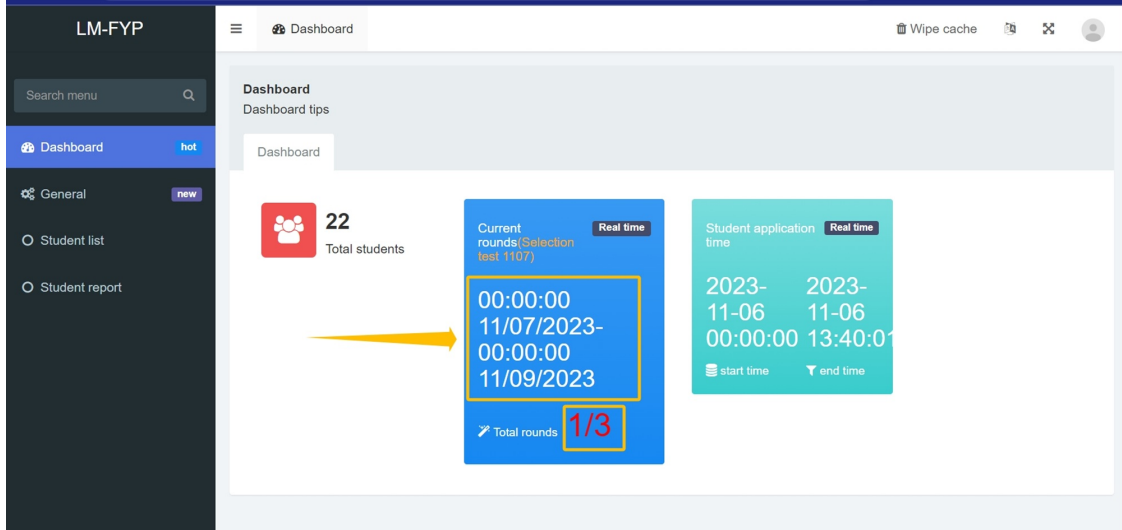 LM-FYP
Dashboard
Wipe cache
Search menu
Dashboard hot
General new
Student list
Student report
Dashboard
Dashboard tips
Dashboard
22
Total students
Current
rounds(Selection
test 1107)
Real time
00:00:00
11/07/2023-
00:00:00
11/09/2023
Total rounds 1/3
Student application
time
Real time
2023-
11-06
00:00:00
start time
2023-
11-06
13:40:01
end time